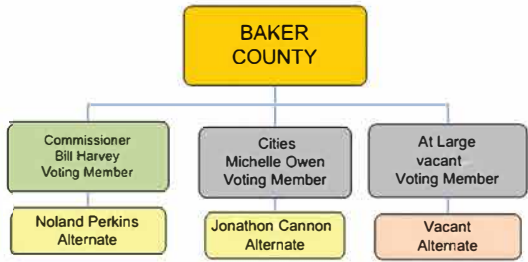 BAKER
COUNTY
Commissioner
Bill Harvey
Voting Member
Cities
Michelle Owen
Voting Member
At Large
vacant
Voting Member
Noland Perkins
Alternate
Jonathon Cannon
Alternate
Vacant
Alternate